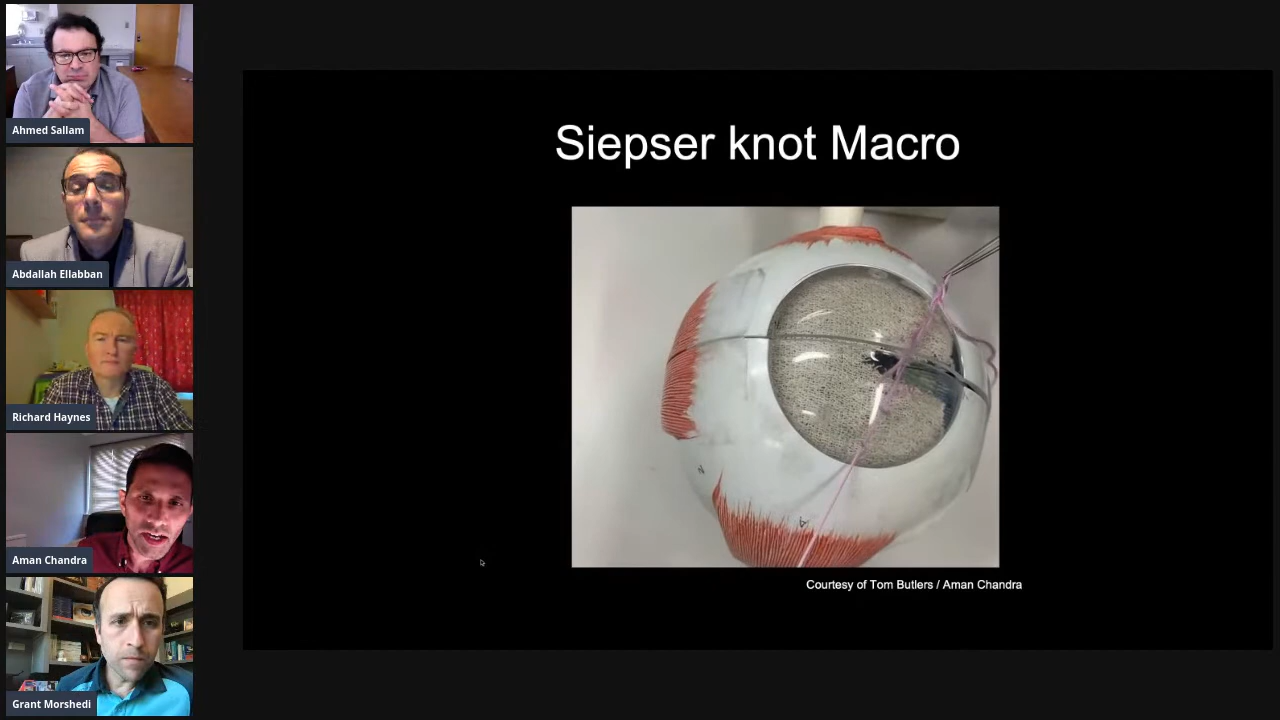 Ahmed Sallam
Abdallah Ellabban
Richard Haynes
Aman Chandra
Grant Morshedi
Siepser knot Macro
Courtesy of Tom Butlers / Aman Chandra